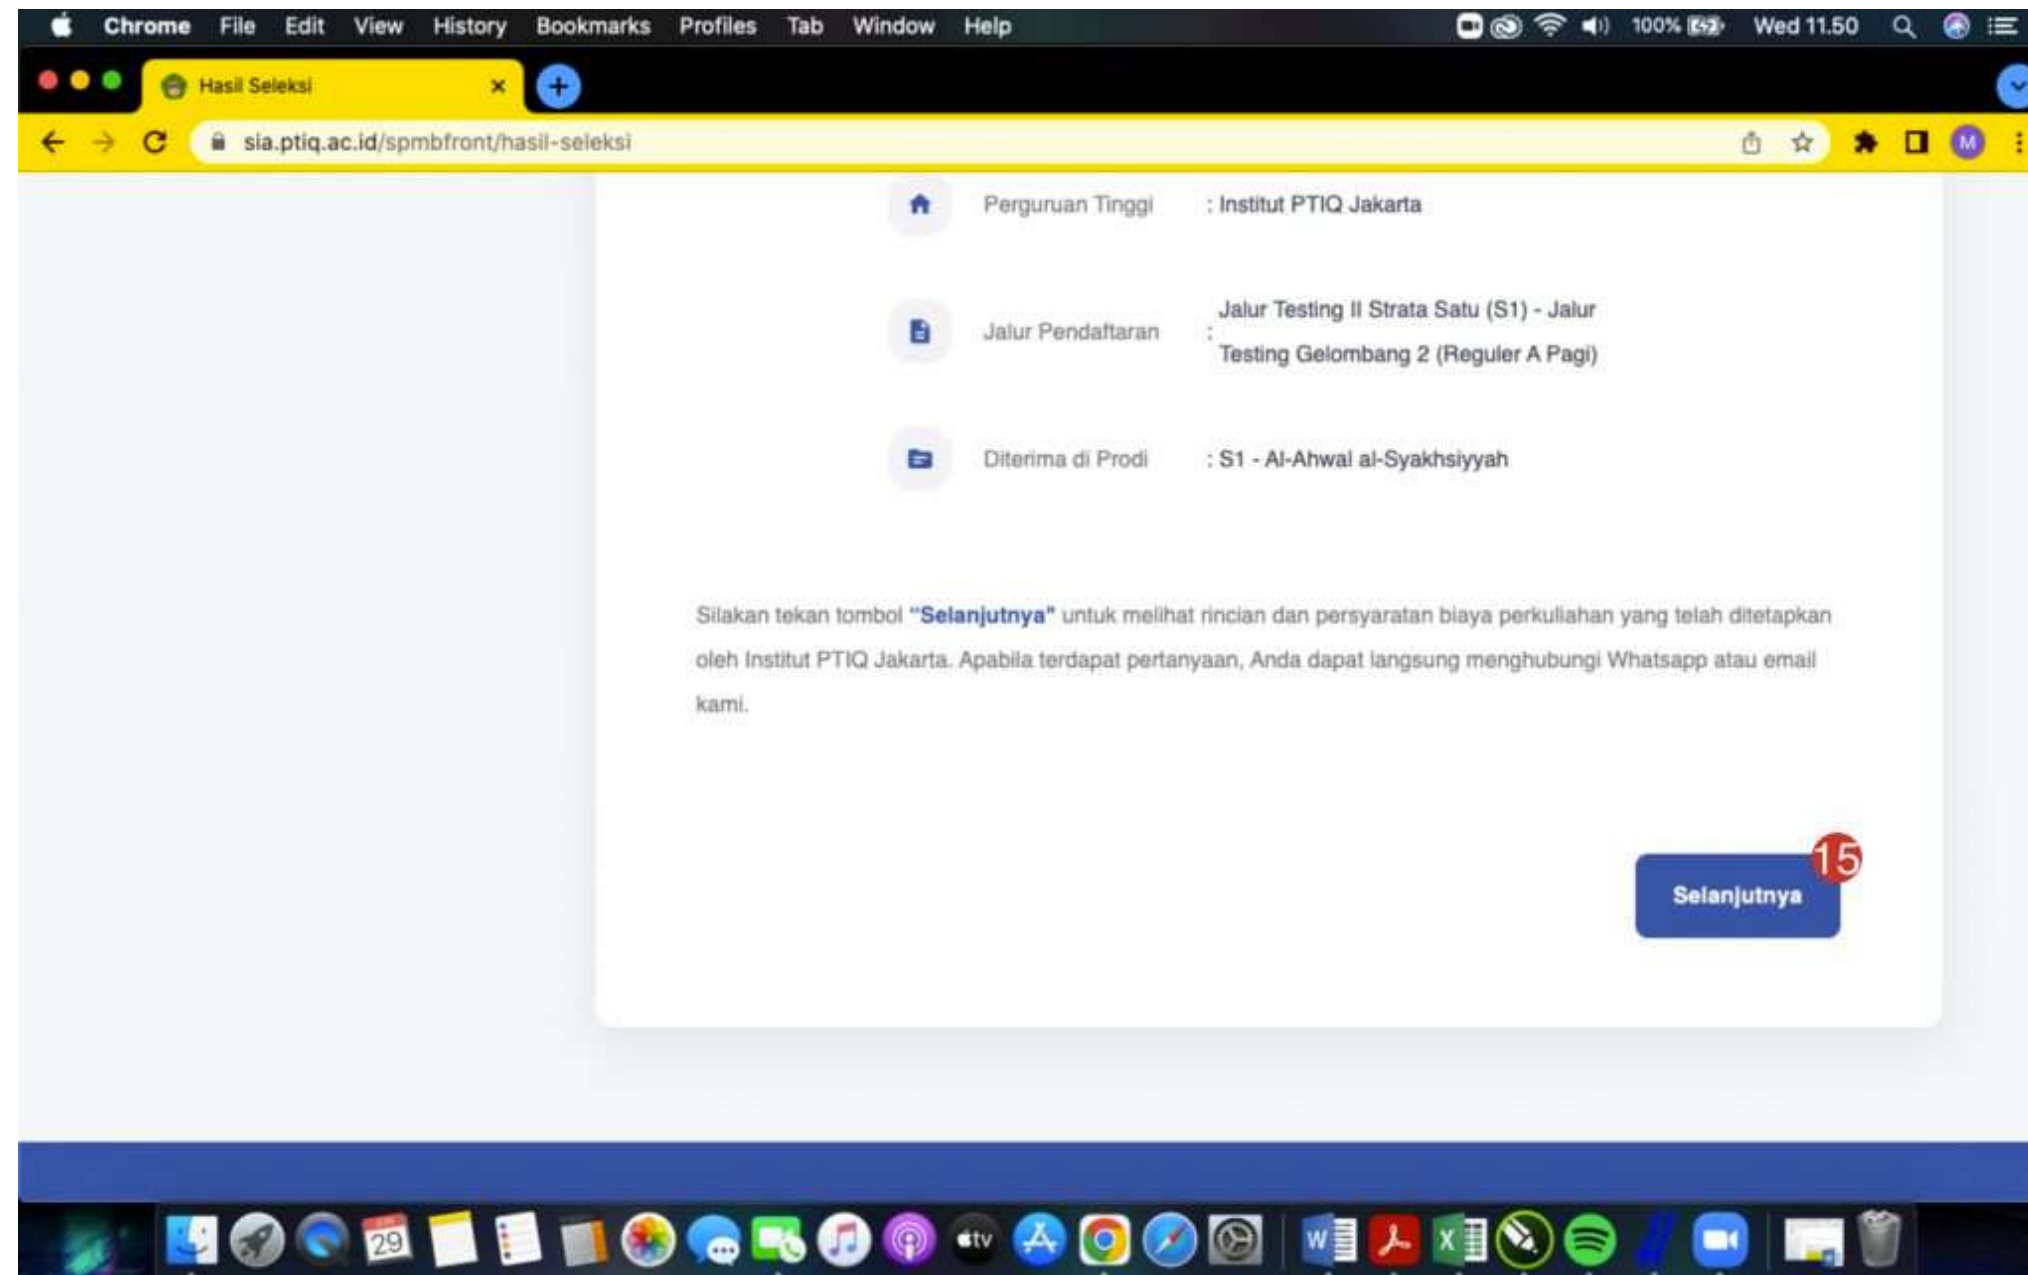 Chrome File Edit View History Bookmarks Profiles Tab Window Help 100% Wed 11.50
Hasil Seleksi
sia.ptiq.ac.id/spmbfront/hasil-seleksi M
Perguruan Tinggi : Institut PTIQ Jakarta
Jalur Pendaftaran : Jalur Testing II Strata Satu (S1) - Jalur
Testing Gelombang 2 (Reguler A Pagi)
Diterima di Prodi : S1 - Al-Ahwal al-Syakhsiyyah
Silakan tekan tombol "Selanjutnya" untuk melihat rincian dan persyaratan biaya perkuliahan yang telah ditetapkan
oleh Institut PTIQ Jakarta. Apabila terdapat pertanyaan, Anda dapat langsung menghubungi Whatsapp atau email
kami.
15
Selanjutnya
29 tv W X